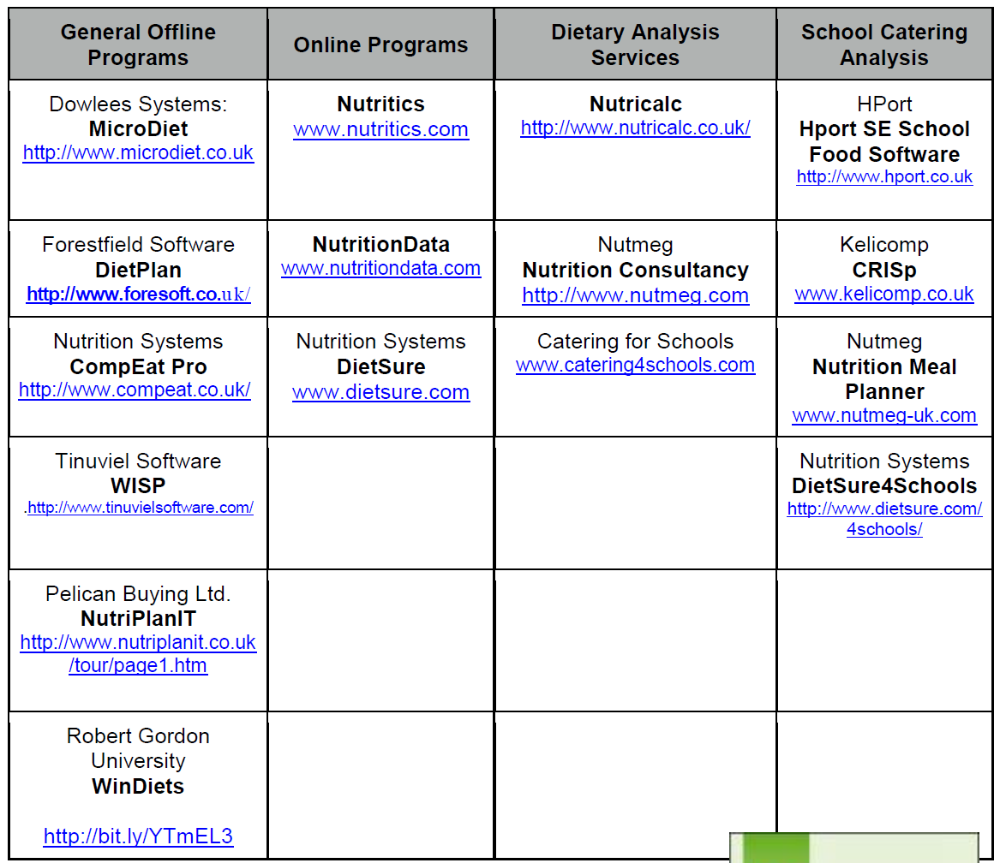 General Offline
Programs
Online Programs
Dietary Analysis
Services
School Catering
Analysis
Dowlees Systems:
MicroDiet
http://www.microdiet.co.uk
Nutritics
www.nutritics.com
Nutricalc
http://www.nutricalc.co.uk/
HPort
Hport SE School
Food Software
http://www.hport.co.uk
Forestfield Software
DietPlan
http://www.foresoft.co.uk/
NutritionData
www.nutritiondata.com
Nutmeg
Nutrition Consultancy
http://www.nutmeg.com
Kelicomp
CRISp
www.kelicomp.co.uk
Nutrition Systems
CompEat Pro
http://www.compeat.co.uk/
Nutrition Systems
DietSure
www.dietsure.com
Catering for Schools
www.catering4schools.com
Nutmeg
Nutrition Meal
Planner
www.nutmeg-uk.com
Tinuviel Software
WISP
.http://www.tinuvielsoftware.com/
Nutrition Systems
DietSure4Schools
http://www.dietsure.com/
4schools/
Pelican Buying Ltd.
NutriPlanIT
http://www.nutriplanit.co.uk
/tour/page1.htm
Robert Gordon
University
WinDiets
http://bit.ly/YTmEL3